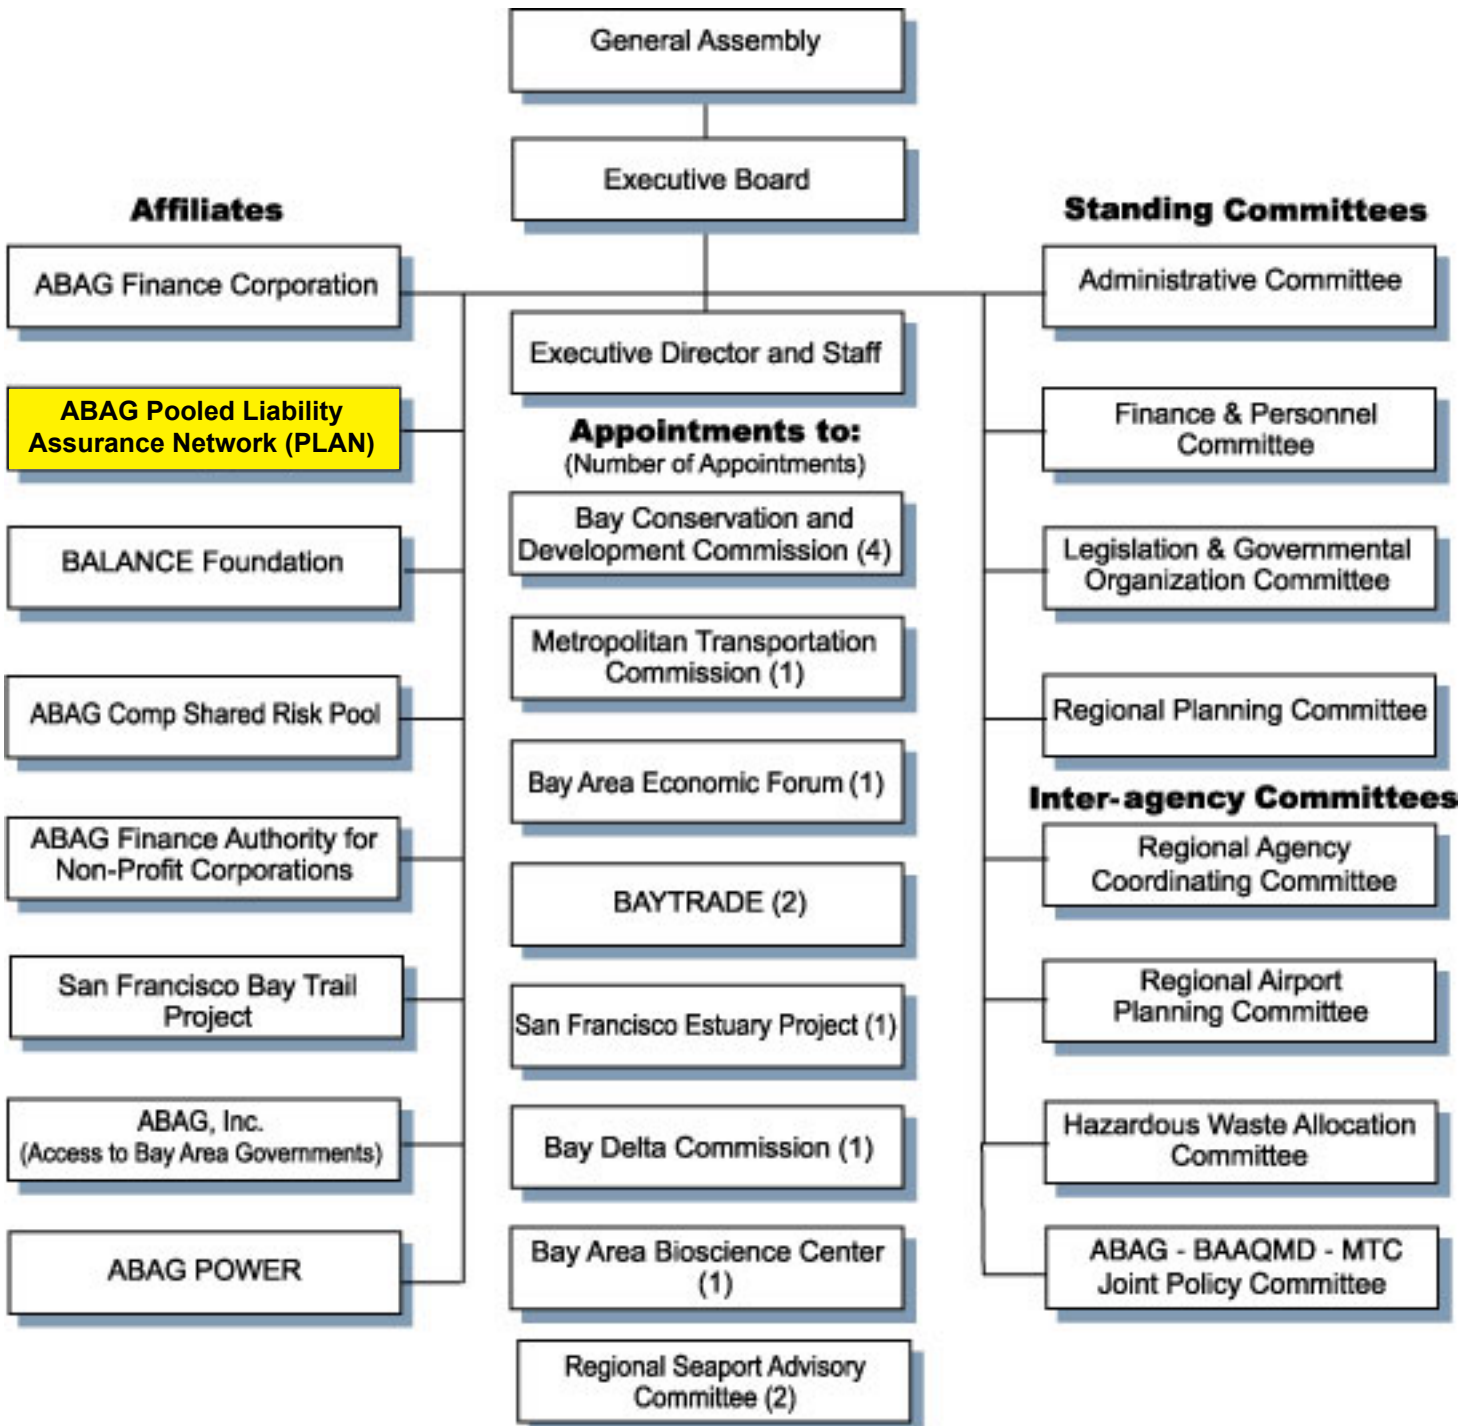 General Assembly
Executive Board
Affiliates
ABAG Finance Corporation
ABAG Pooled Liability
Assurance Network (PLAN)
BALANCE Foundation
ABAG Comp Shared Risk Pool
ABAG Finance Authority for
Non-Profit Corporations
San Francisco Bay Trail
Project
ABAG, Inc.
(Access to Bay Area Governments)
ABAG POWER
Executive Director and Staff
Appointments to:
(Number of Appointments)
Bay Conservation and
Development Commission (4)
Metropolitan Transportation
Commission (1)
Bay Area Economic Forum (1)
BAYTRADE (2)
San Francisco Estuary Project (1)
Bay Delta Commission (1)
Bay Area Bioscience Center
(1)
Regional Seaport Advisory
Committee (2)
Standing Committees
Administrative Committee
Finance & Personnel
Committee
Legislation & Governmental
Organization Committee
Regional Planning Committee
Inter-agency Committees
Regional Agency
Coordinating Committee
Regional Airport
Planning Committee
Hazardous Waste Allocation
Committee
ABAG - BAAQMD - MTC
Joint Policy Committee